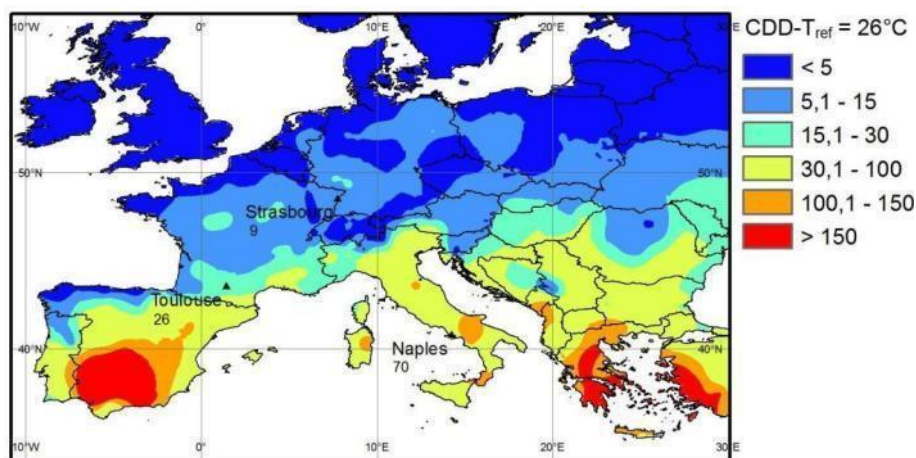 10°W 0° 10°E 20°E 30°E
CDD-Tref = 26°C
< 5
5,1 - 15
15,1 - 30
30,1 - 100
100,1 - 150
> 150
50°N 50°N
Strasbourg
9
Toulouse
26
40°N 40°N
Naples
70
10°W 0° 10°E 20°E 30°E